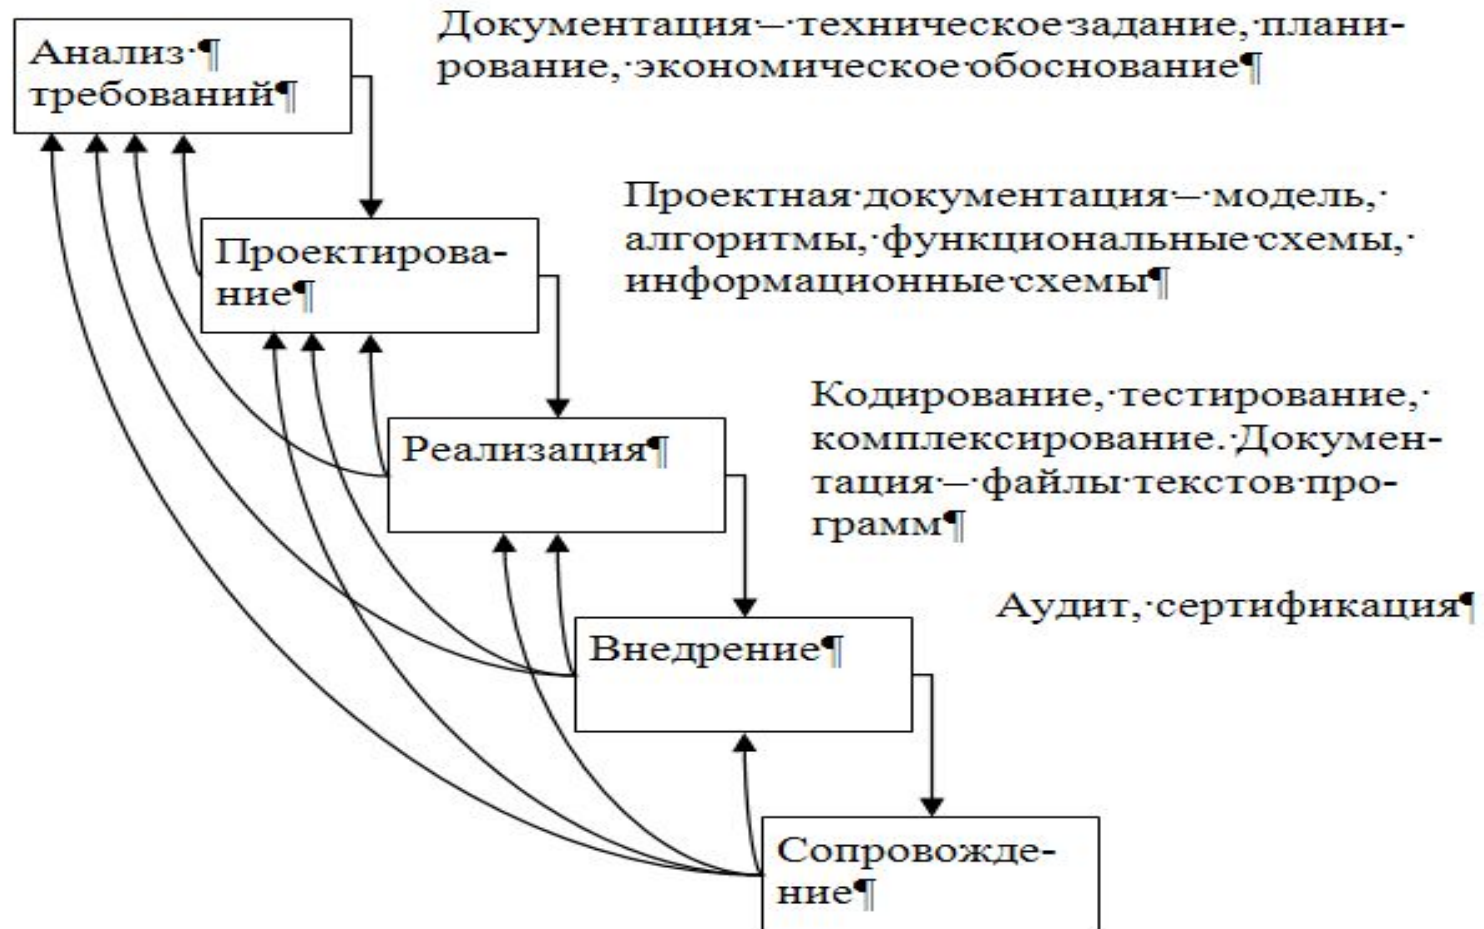 Анализ·¶
требований¶
Документация·–·техническое·задание,·плани-
рование,·экономическое·обоснование¶
Проектирова-
ние¶
Проектная·документация·–·модель,·
алгоритмы,·функциональные·схемы,·
информационные·схемы¶
Реализация¶
Кодирование,·тестирование,·
комплексирование.·Докумен-
тация·–·файлы·текстов·про-
грамм¶
Внедрение¶
Аудит,·сертификация¶
Сопровожде-
ние¶